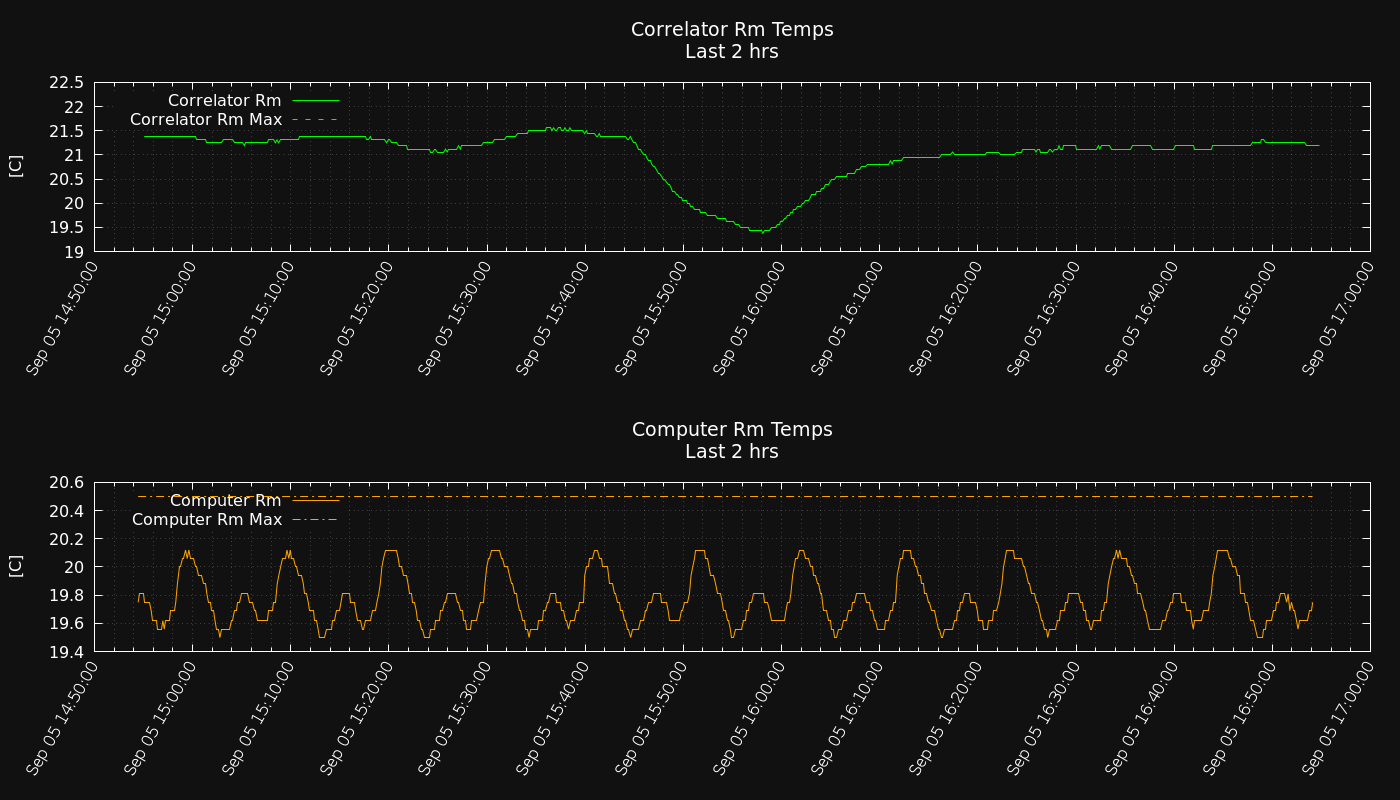 Correlator Rm Temps
Last 2 hrs
22.5
22
21.5
21
20.5
20
19.5
19
[C]
Correlator Rm
Correlator Rm Max
Sep 05 14:50:00
Sep 05 15:00:00
Sep 05 15:10:00
Sep 05 15:20:00
Sep 05 15:30:00
Sep 05 15:40:00
Sep 05 15:50:00
Sep 05 16:00:00
Sep 05 16:10:00
Sep 05 16:20:00
Sep 05 16:30:00
Sep 05 16:40:00
Sep 05 16:50:00
Sep 05 17:00:00
Computer Rm Temps
Last 2 hrs
20.6
20.4
20.2
20
19.8
19.6
19.4
[C]
Computer Rm
Computer Rm Max
Sep 05 14:50:00
Sep 05 15:00:00
Sep 05 15:10:00
Sep 05 15:20:00
Sep 05 15:30:00
Sep 05 15:40:00
Sep 05 15:50:00
Sep 05 16:00:00
Sep 05 16:10:00
Sep 05 16:20:00
Sep 05 16:30:00
Sep 05 16:40:00
Sep 05 16:50:00
Sep 05 17:00:00